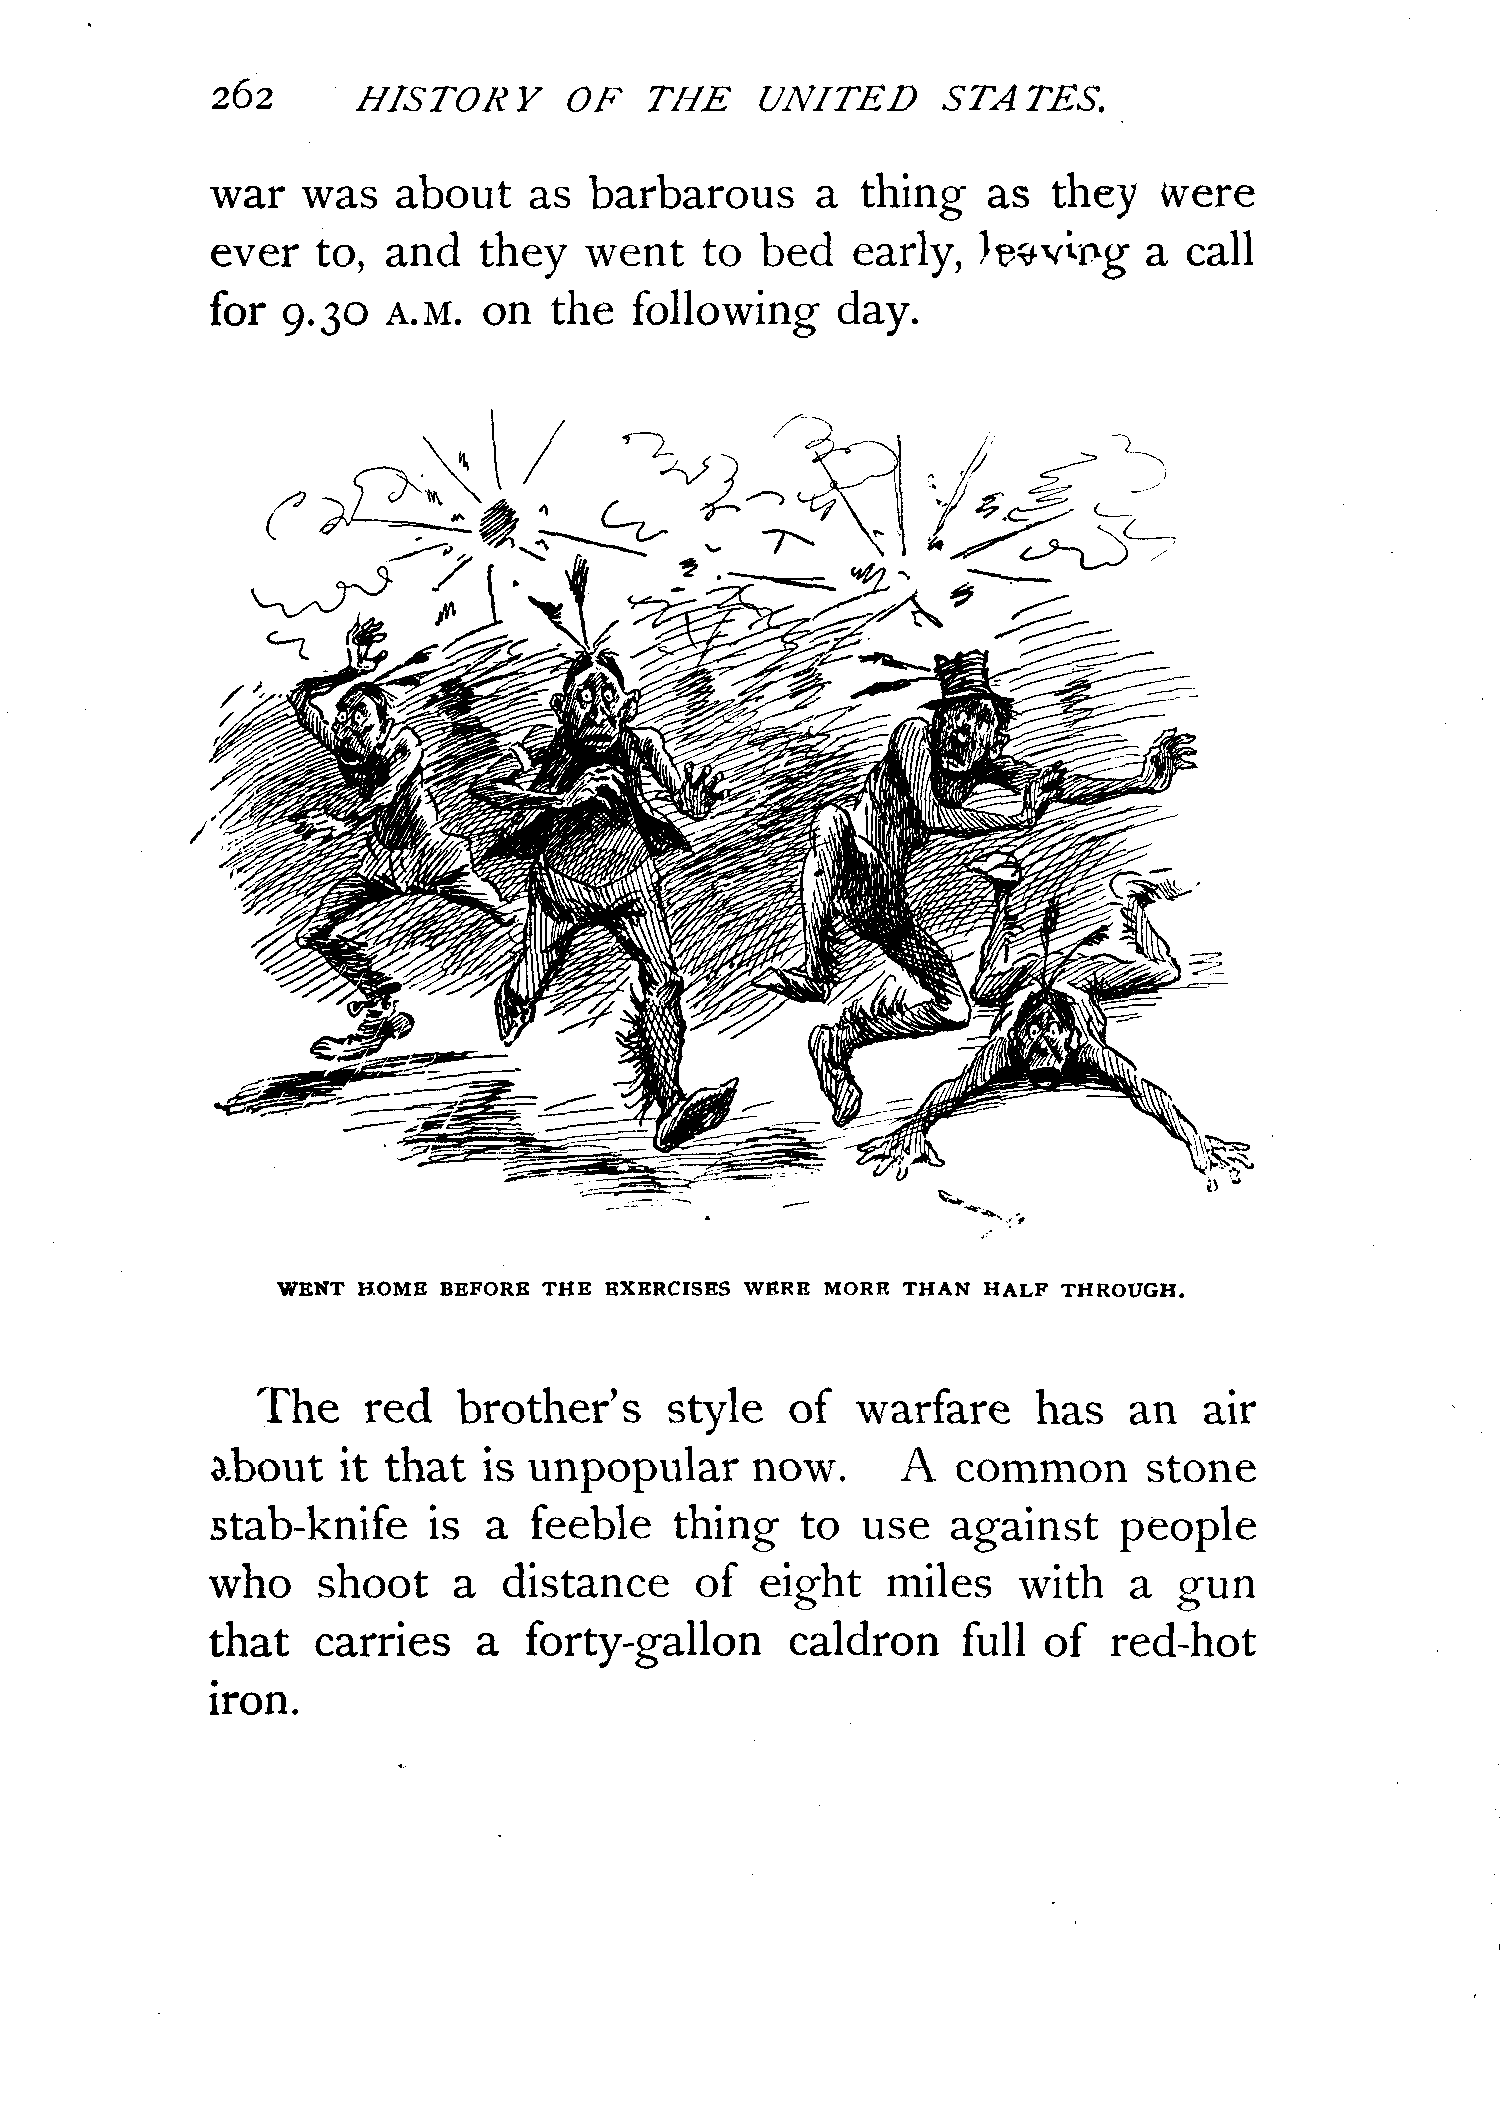 262 HISTORY OF THE UNITED STATES.
war was about as barbarous a thing as they were
ever to, and they went to bed early, leaving a call
for 9.30 A.M. on the following day.
WENT HOME BEFORE THE EXERCISES WERE MORE THAN HALF THROUGH.
The red brother's style of warfare has an air
about it that is unpopular now. A common stone
stab-knife is a feeble thing to use against people
who shoot a distance of eight miles with a gun
that carries a forty-gallon caldron full of red-hot
iron.